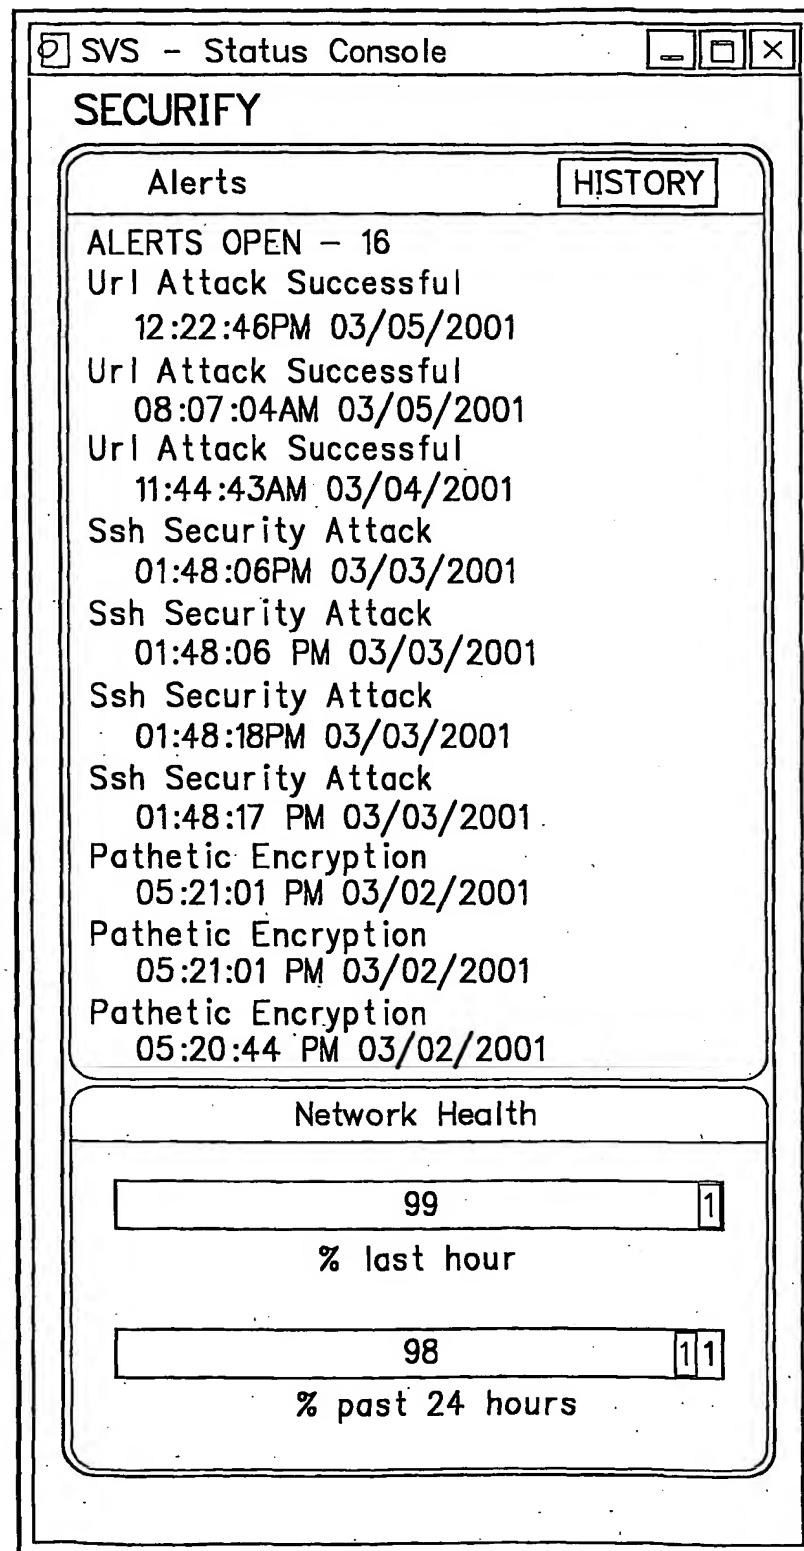 SVS - Status Console
SECURIFY
Alerts HISTORY
ALERTS OPEN - 16
Url Attack Successful
12:22:46PM 03/05/2001
Url Attack Successful
08:07:04AM 03/05/2001
Url Attack Successful
11:44:43AM 03/04/2001
Ssh Security Attack
01:48:06PM 03/03/2001
Ssh Security Attack
01:48:06 PM 03/03/2001
Ssh Security Attack
01:48:18PM 03/03/2001
Ssh Security Attack
01:48:17 PM 03/03/2001
Pathetic Encryption
05:21:01 PM 03/02/2001
Pathetic Encryption
05:21:01 PM 03/02/2001
Pathetic Encryption
05:20:44 PM 03/02/2001
Network Health
99 1
% last hour
98 1 1
% past 24 hours